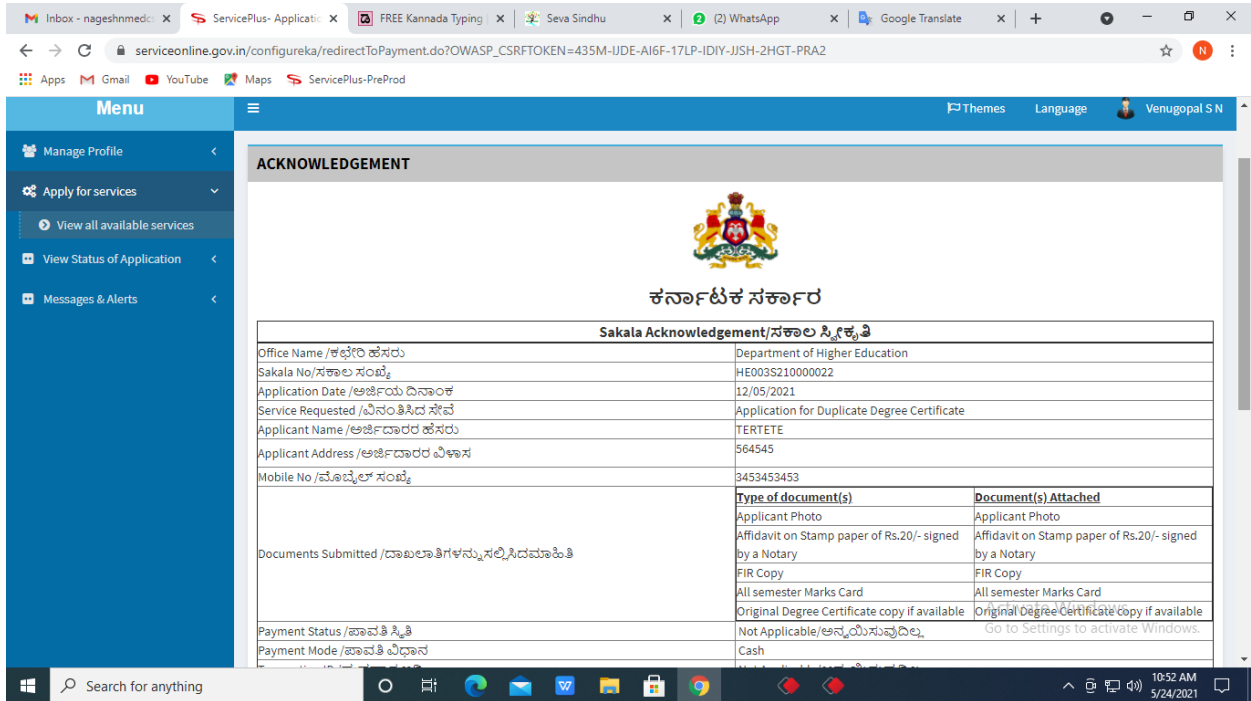 Inbox - nageshnmedc
ServicePlus- Applicatic
FREE Kannada Typing
Seva Sindhu
(2) WhatsApp
Google Translate
serviceonline.gov.in/configureka/redirectToPayment.do?OWASP_CSRFTOKEN=435M-IJDE-AI6F-17LP-IDIY-JJSH-2HGT-PRA2
N
Apps
Gmail
YouTube
Maps
ServicePlus-PreProd
Menu
Themes
Language
Venugopal S N
Manage Profile
Apply for services
View all available services
View Status of Application
Messages & Alerts
ACKNOWLEDGEMENT
ಕರ್ನಾಟಕ ಸರ್ಕಾರ
Sakala Acknowledgement/ಸಕಾಲ ಸ್ವೀಕೃತಿ
Office Name /ಕಛೇರಿ ಹೆಸರು Department of Higher Education
Sakala No/ಸಕಾಲ ಸಂಖ್ಯೆ HE003S210000022
Application Date /ಅರ್ಜಿಯ ದಿನಾಂಕ 12/05/2021
Service Requested /ವಿನಂತಿಸಿದ ಸೇವೆ Application for Duplicate Degree Certificate
Applicant Name /ಅರ್ಜಿದಾರರ ಹೆಸರು TERTETE
Applicant Address /ಅರ್ಜಿದಾರರ ವಿಳಾಸ 564545
Mobile No /ಮೊಬೈಲ್ ಸಂಖ್ಯೆ 3453453453
Documents Submitted /ದಾಖಲಾತಿಗಳನ್ನು ಸಲ್ಲಿಸಿದಮಾಹಿತಿ
Type of document(s) Document(s) Attached
Applicant Photo Applicant Photo
Affidavit on Stamp paper of Rs.20/- signed Affidavit on Stamp paper of Rs.20/- signed
by a Notary by a Notary
FIR Copy FIR Copy
All semester Marks Card All semester Marks Card
Original Degree Certificate copy if available Original Degree Certificate copy if available
Payment Status /ಪಾವತಿ ಸ್ಥಿತಿ Not Applicable/ಅನ್ವಯಿಸುವುದಿಲ್ಲ
Payment Mode /ಪಾವತಿ ವಿಧಾನ Cash
Activate Windows
Go to Settings to activate Windows.
Search for anything
10:52 AM
5/24/2021